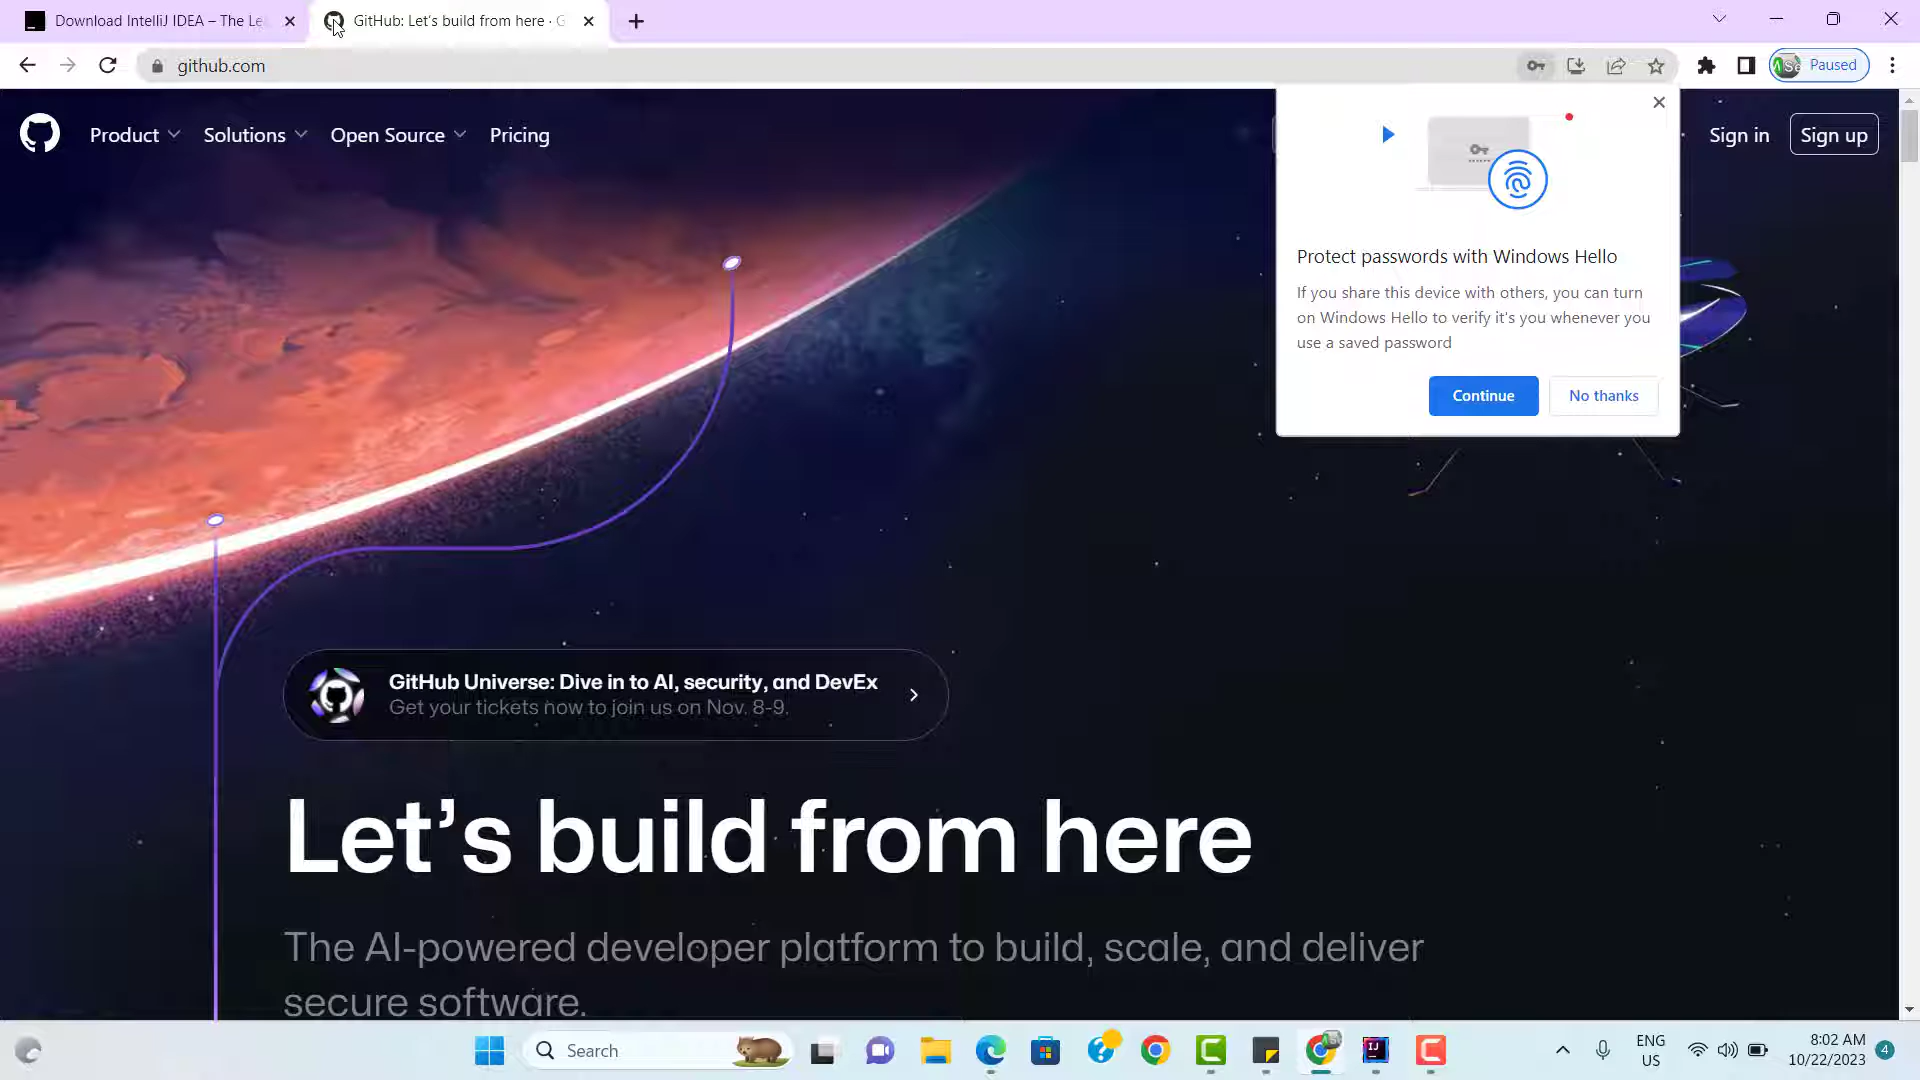 Download IntelliJ IDEA – The Le
GitHub: Let's build from here · G
github.com
Paused
Product
Solutions
Open Source
Pricing
Sign in
Sign up
Protect passwords with Windows Hello
If you share this device with others, you can turn
on Windows Hello to verify it's you whenever you
use a saved password
Continue
No thanks
GitHub Universe: Dive in to AI, security, and DevEx
Get your tickets now to join us on Nov. 8-9.
Let's build from here
The AI-powered developer platform to build, scale, and deliver
secure software.
Search
ENG
US
8:02 AM
10/22/2023
4